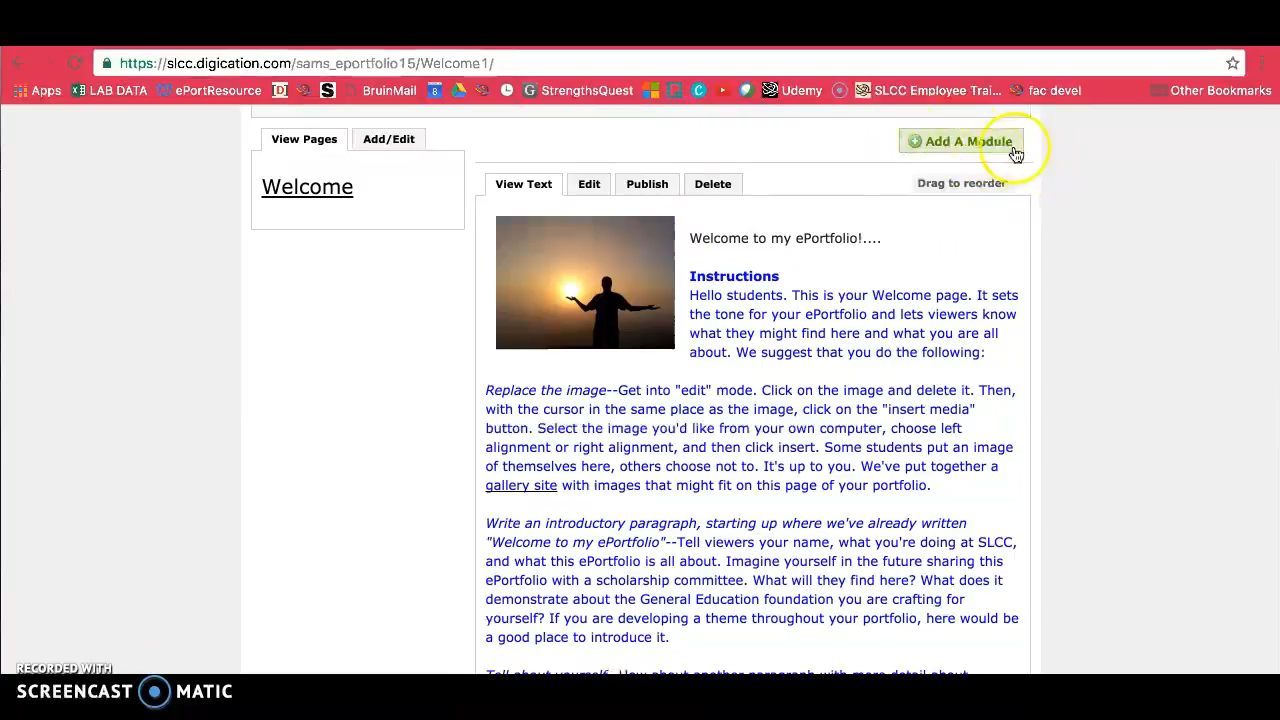 https://slcc.digication.com/sams_eportfolio15/Welcome1/
Apps LAB DATA ePortResource BruinMail StrengthsQuest Udemy SLCC Employee Trai... fac devel Other Bookmarks
View Pages Add/Edit Add A Module
Welcome
View Text Edit Publish Delete Drag to reorder
Welcome to my ePortfolio!....
Instructions
Hello students. This is your Welcome page. It sets
the tone for your ePortfolio and lets viewers know
what they might find here and what you are all
about. We suggest that you do the following:
Replace the image--Get into "edit" mode. Click on the image and delete it. Then,
with the cursor in the same place as the image, click on the "insert media"
button. Select the image you'd like from your own computer, choose left
alignment or right alignment, and then click insert. Some students put an image
of themselves here, others choose not to. It's up to you. We've put together a
gallery site with images that might fit on this page of your portfolio.
Write an introductory paragraph, starting up where we've already written
"Welcome to my ePortfolio"--Tell viewers your name, what you're doing at SLCC,
and what this ePortfolio is all about. Imagine yourself in the future sharing this
ePortfolio with a scholarship committee. What will they find here? What does it
demonstrate about the General Education foundation you are crafting for
yourself? If you are developing a theme throughout your portfolio, here would be
a good place to introduce it.
Tell about yourself--How about another paragraph with more detail about
RECORDED WITH
SCREENCAST MATIC